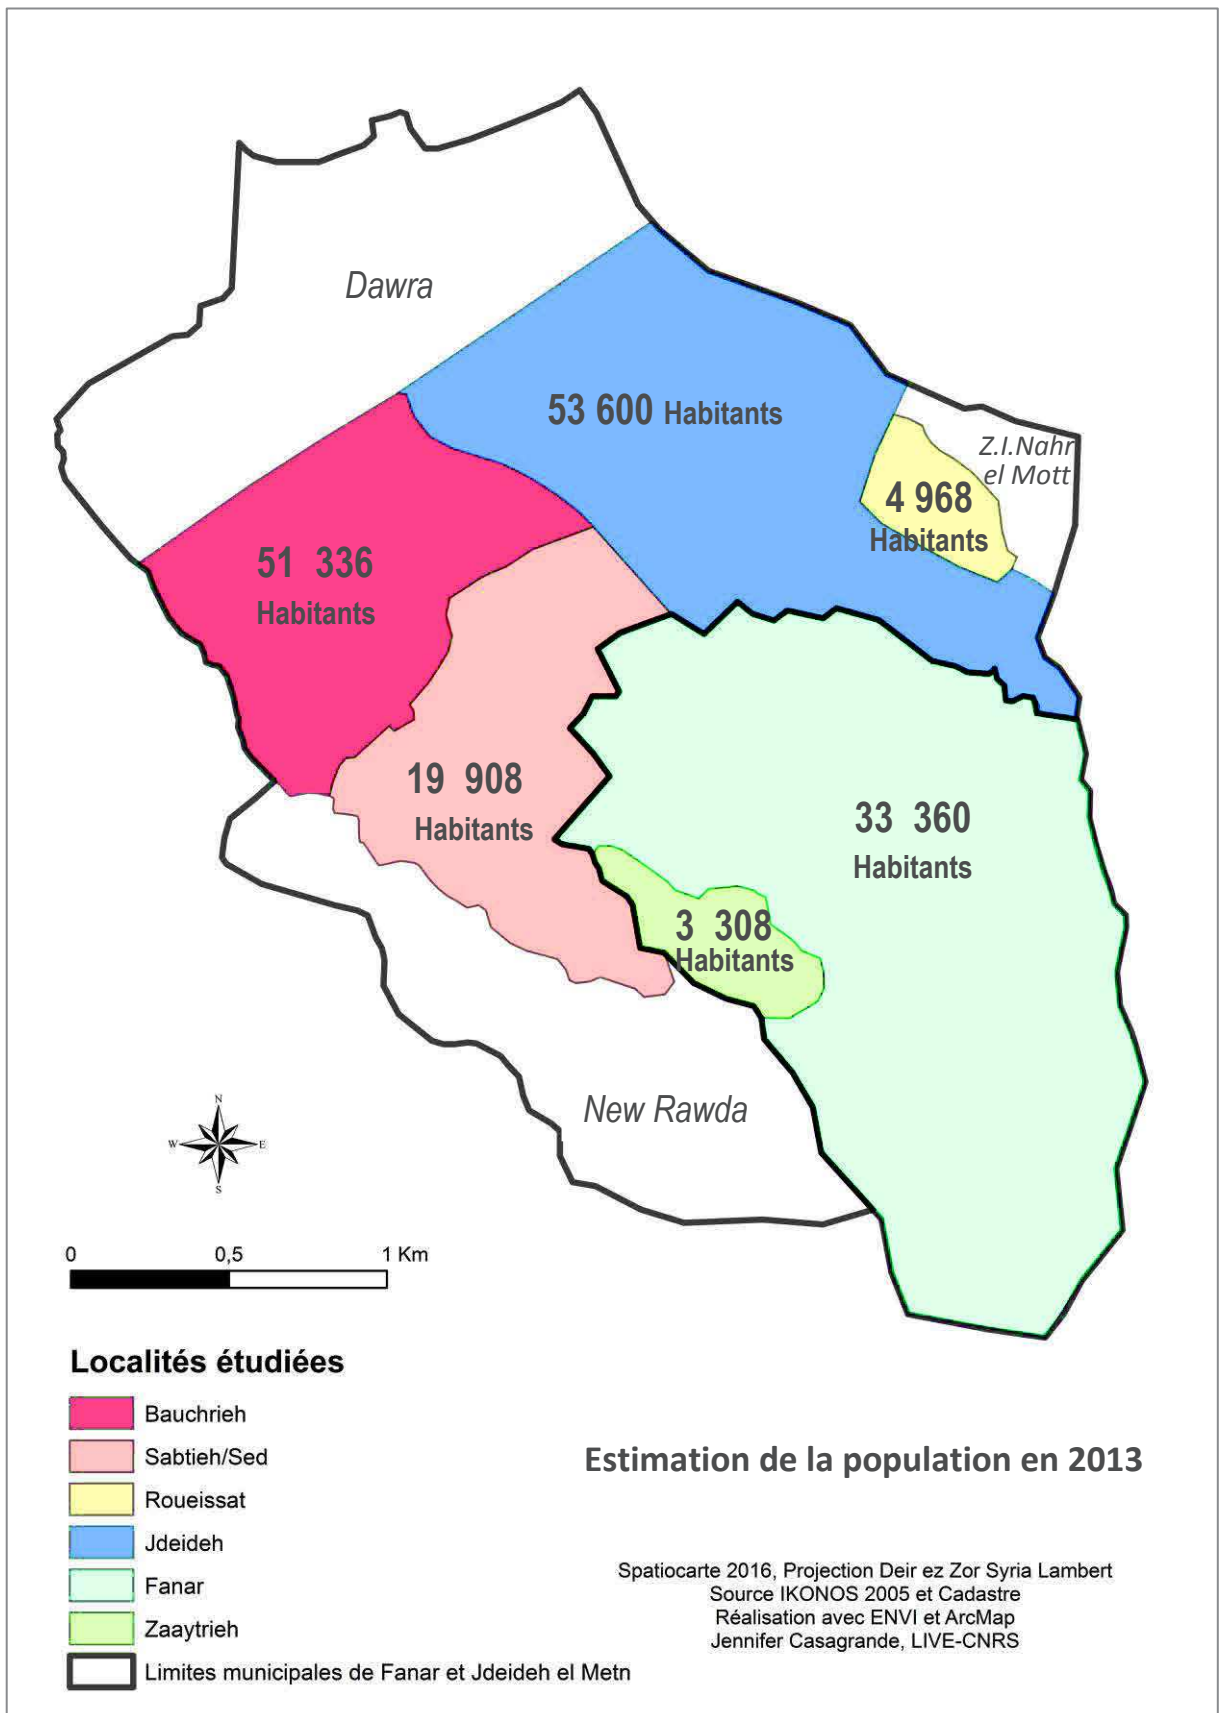 Dawra
53 600 Habitants
Z.I.Nahr
el Mott
4 968
Habitants
51 336
Habitants
19 908
Habitants
33 360
Habitants
3 308
Habitants
New Rawda
N
W E
S
0 0,5 1 Km
Localités étudiées
Bauchrieh
Sabtieh/Sed
Roueissat
Jdeideh
Fanar
Zaaytrieh
Limites municipales de Fanar et Jdeideh el Metn
Estimation de la population en 2013
Spatiocarte 2016, Projection Deir ez Zor Syria Lambert
Source IKONOS 2005 et Cadastre
Réalisation avec ENVI et ArcMap
Jennifer Casagrande, LIVE-CNRS